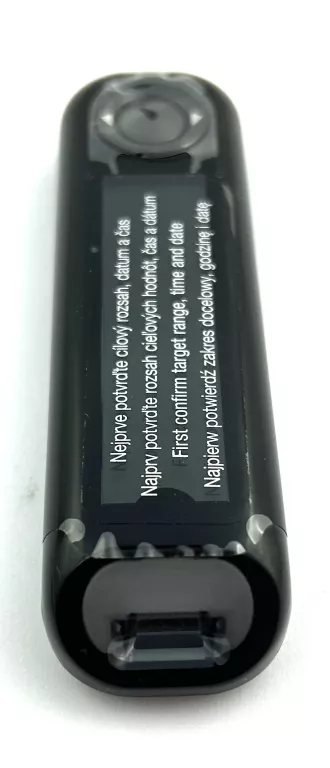 Nejprve potvrďte cílový rozsah, datum a čas
Najprv potvrďte rozsah cieľových hodnôt, čas a dátum
First confirm target range, time and date
Najpierw potwierdź zakres docelowy, godzinę i datę